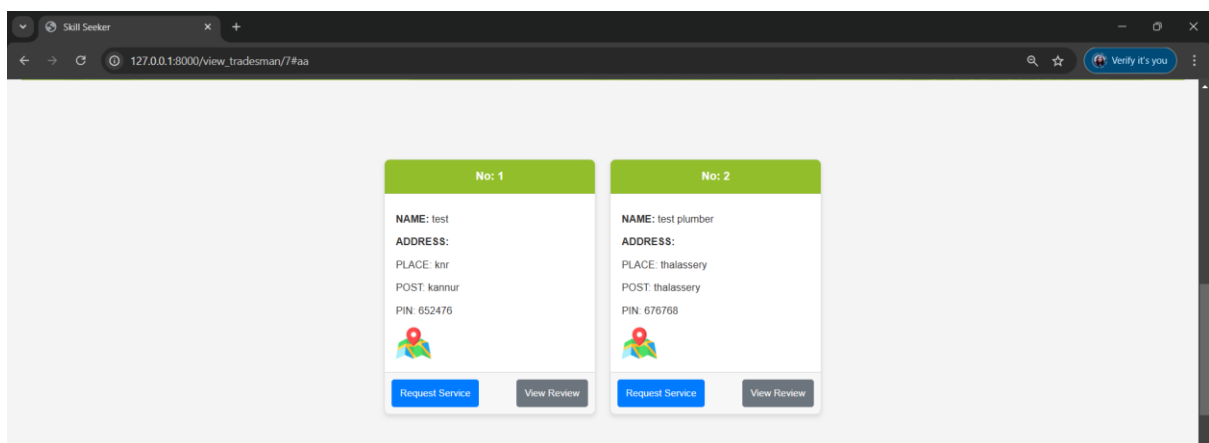 Skill Seeker
127.0.0.1:8000/view_tradesman/7#aa
Verify it's you
No: 1
NAME: test
ADDRESS:
PLACE: knr
POST: kannur
PIN: 652476
Request Service
View Review
No: 2
NAME: test plumber
ADDRESS:
PLACE: thalassery
POST: thalassery
PIN: 676768
Request Service
View Review